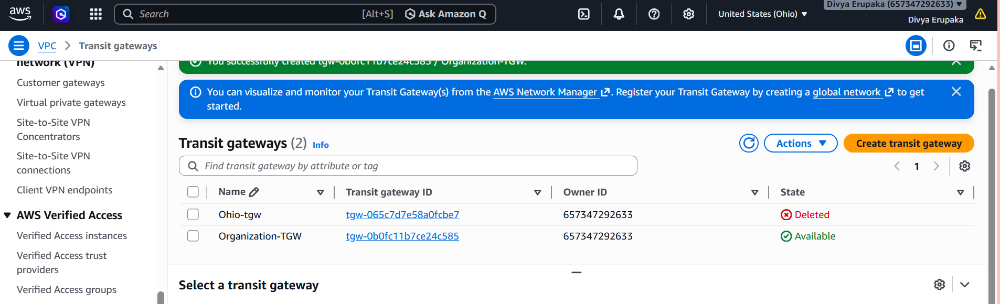 aws
Search [Alt+S] Ask Amazon Q
United States (Ohio)
Divya Erupaka (657347292633)
Divya Erupaka
VPC > Transit gateways
network (VPN)
Customer gateways
Virtual private gateways
Site-to-Site VPN
Concentrators
Site-to-Site VPN
connections
Client VPN endpoints
AWS Verified Access
Verified Access instances
Verified Access trust
providers
Verified Access groups
You successfully created tgw-0b0fc11b7ce24c585 / Organization-TGW.
You can visualize and monitor your Transit Gateway(s) from the AWS Network Manager. Register your Transit Gateway by creating a global network to get
started.
Transit gateways (2) Info
Actions
Create transit gateway
Find transit gateway by attribute or tag
1
Name Transit gateway ID Owner ID State
Ohio-tgw tgw-065c7d7e58a0fcbe7 657347292633 Deleted
Organization-TGW tgw-0b0fc11b7ce24c585 657347292633 Available
Select a transit gateway